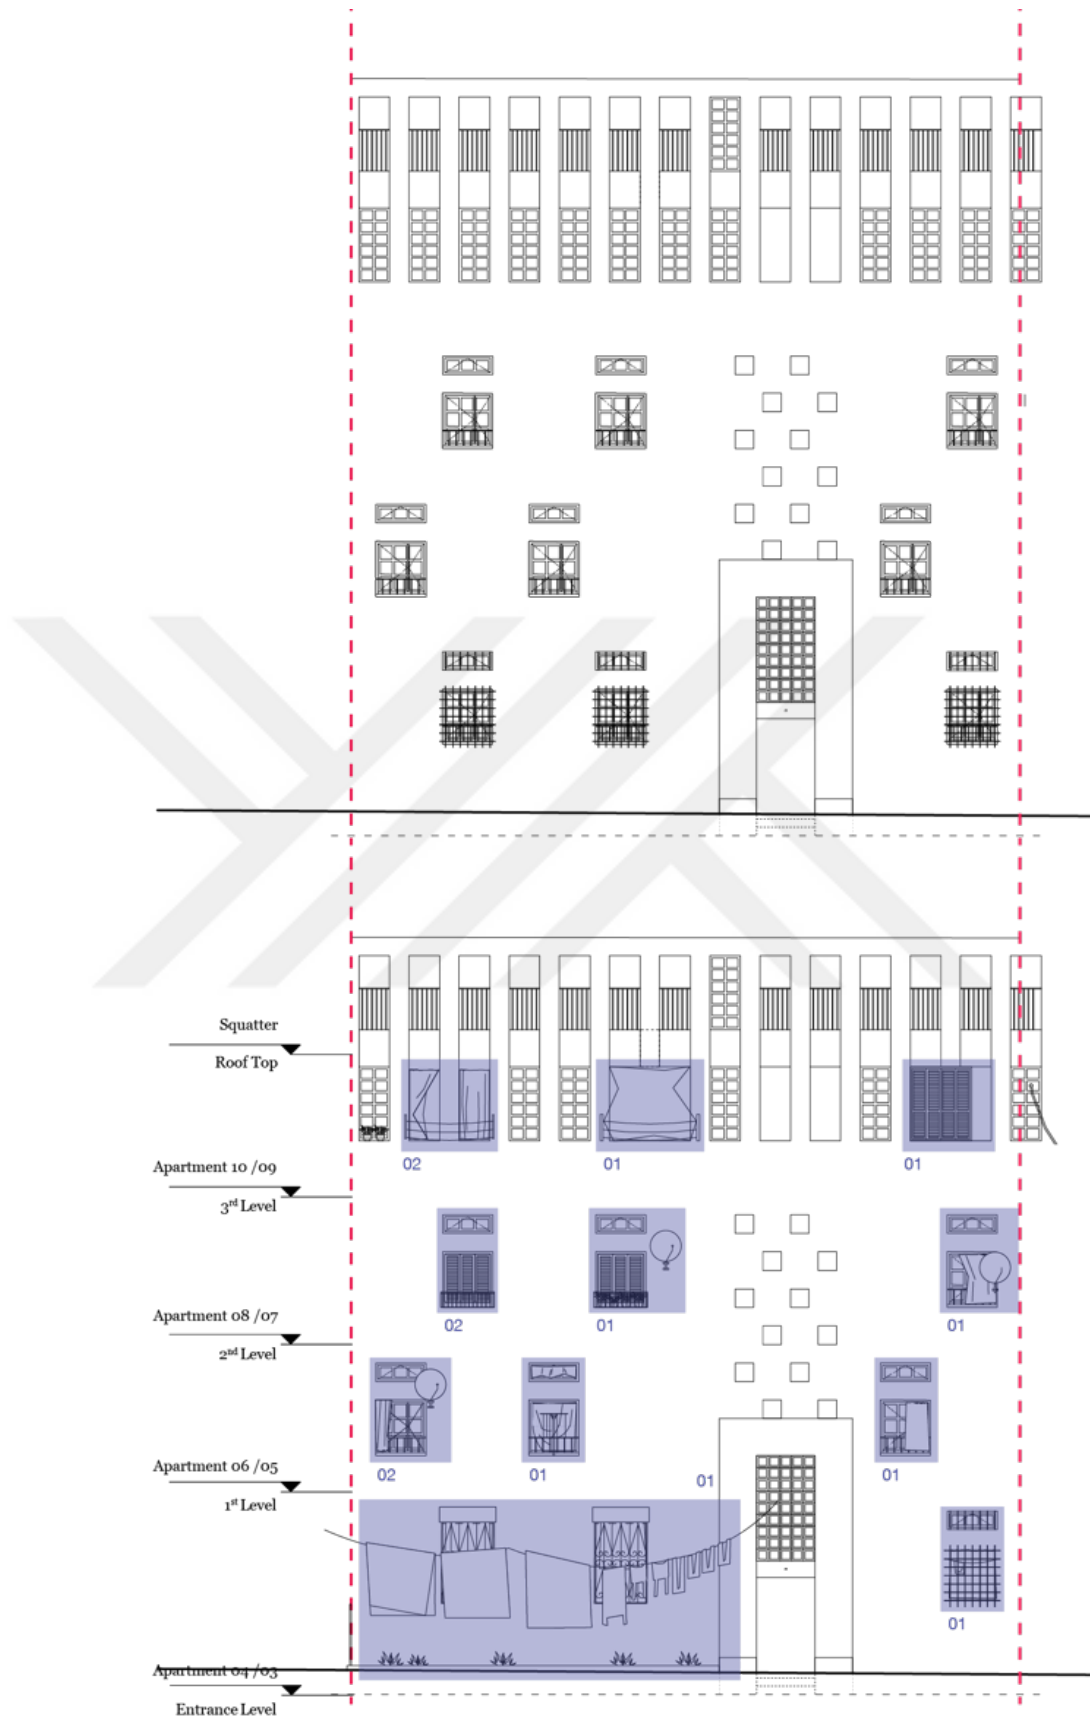 Squatter
Roof Top
02
01
01
Apartment 10 /09
3rd Level
02
01
01
Apartment 08 /07
2nd Level
02
01
01
01
Apartment 06 /05
1st Level
01
Apartment 04 /03
Entrance Level